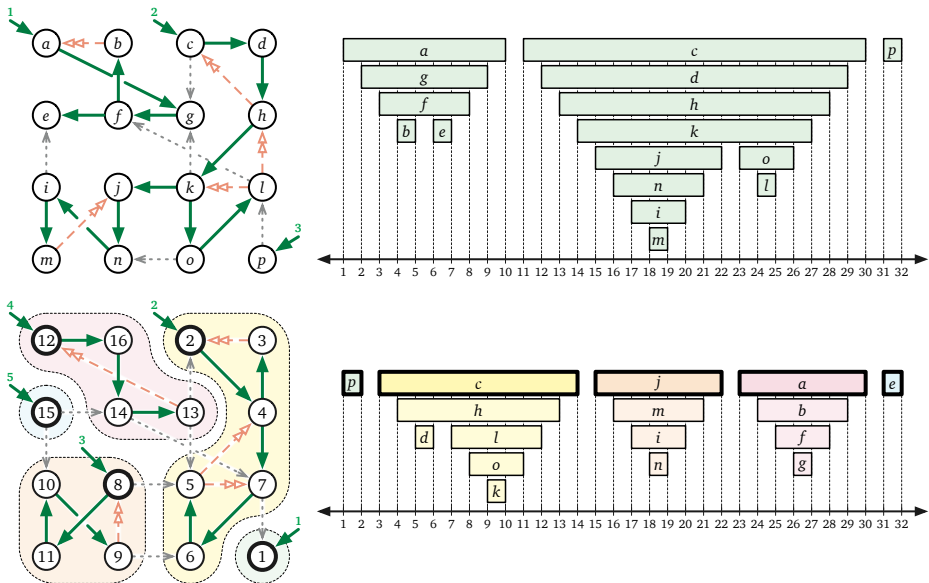 1 2
a b c d
e f g h
i j k l
3
m n o p
a c p
g d
f h
b e k
j o
n l
i
m
1 2 3 4 5 6 7 8 9 10 11 12 13 14 15 16 17 18 19 20 21 22 23 24 25 26 27 28 29 30 31 32
4 2
12 16 2 3
5
15 14 13 4
3
10 8 5 7
1
11 9 6 1
p c j a e
h m b
d l i f
o n g
k
1 2 3 4 5 6 7 8 9 10 11 12 13 14 15 16 17 18 19 20 21 22 23 24 25 26 27 28 29 30 31 32